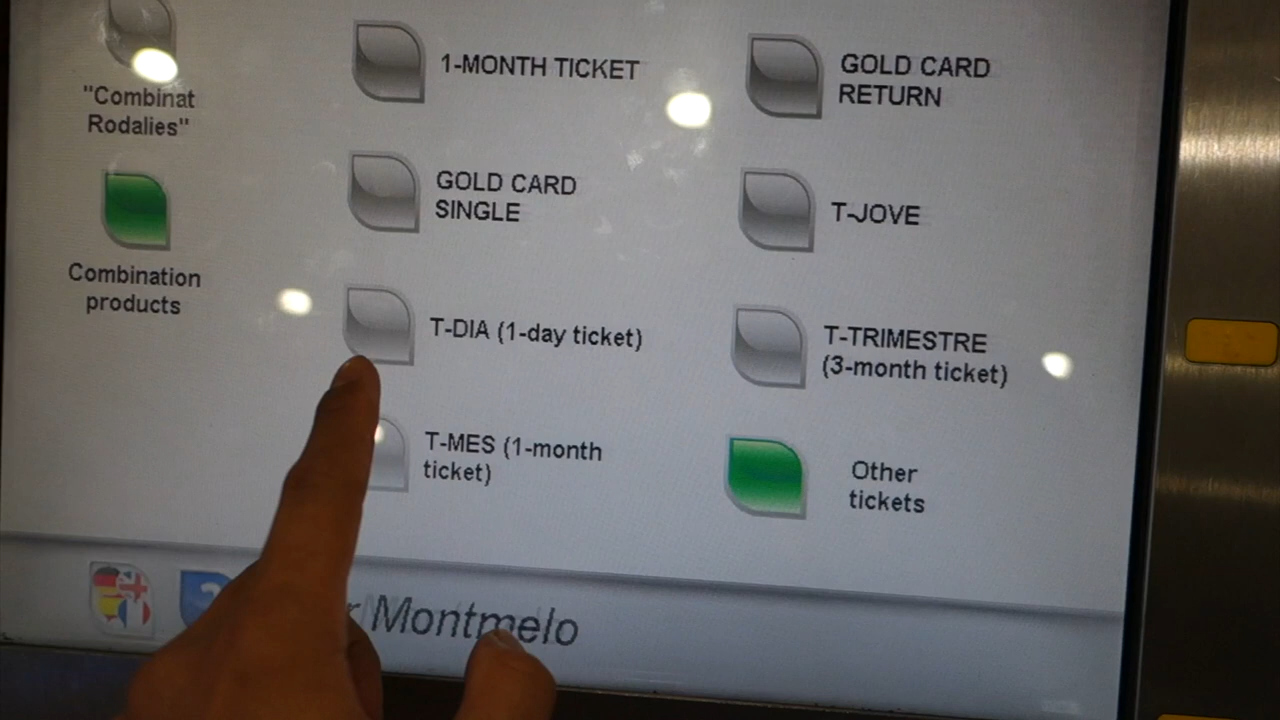 "Combinat
Rodalies"
Combination
products
1-MONTH TICKET
GOLD CARD
SINGLE
T-DIA (1-day ticket)
T-MES (1-month
ticket)
GOLD CARD
RETURN
T-JOVE
T-TRIMESTRE
(3-month ticket)
Other
tickets
Montmelo